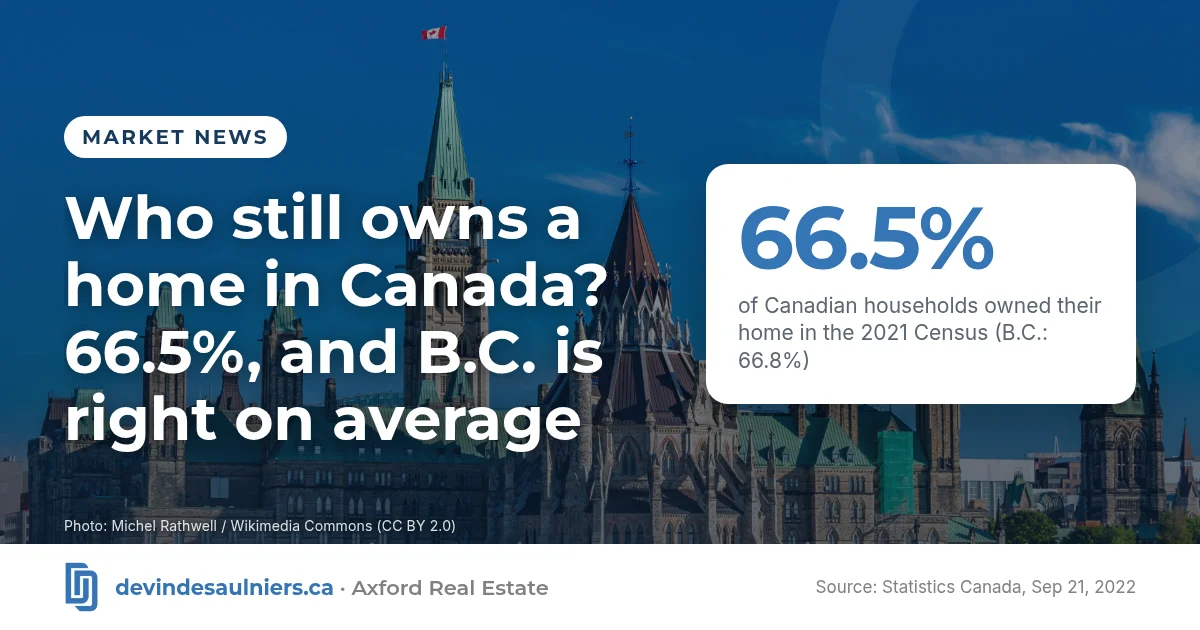 MARKET NEWS
Who still owns a
home in Canada?
66.5%, and B.C. is
right on average
66.5%
of Canadian households owned their
home in the 2021 Census (B.C.:
66.8%)
Photo: Michel Rathwell / Wikimedia Commons (CC BY 2.0)
devindesaulniers.ca · Axford Real Estate
Source: Statistics Canada, Sep 21, 2022